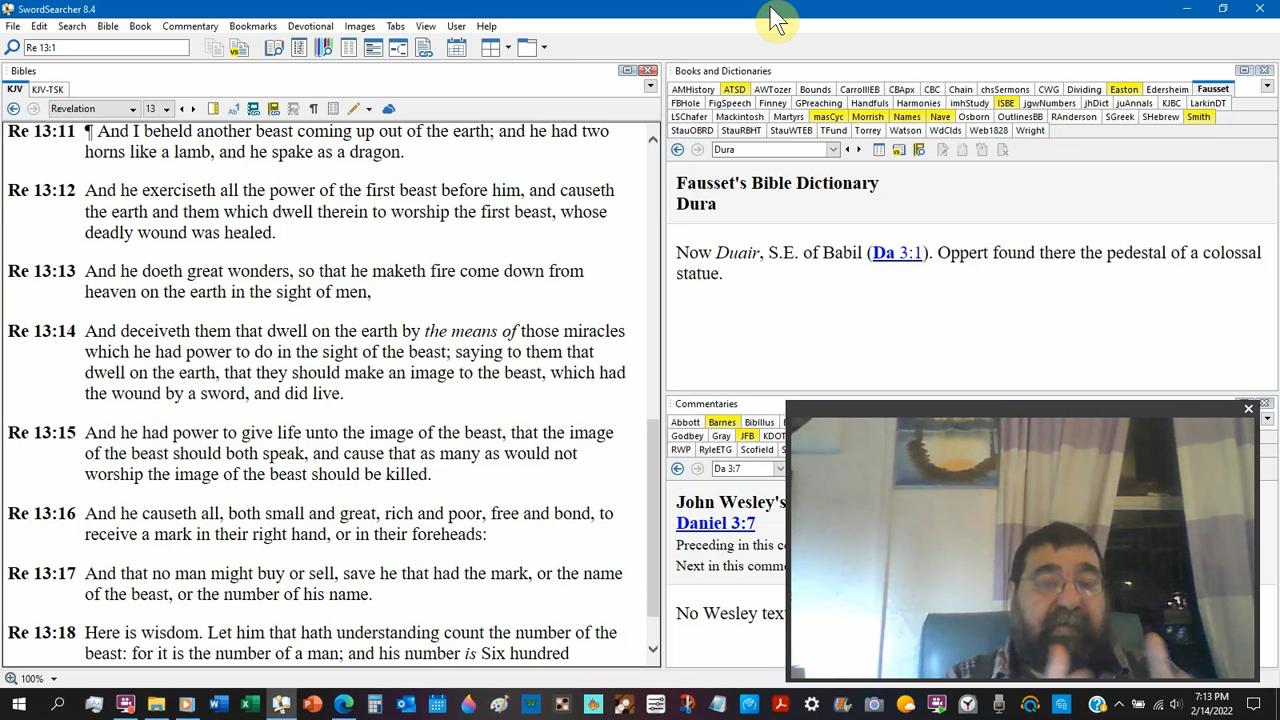 SwordSearcher 8.4
File Edit Search Bible Book Commentary Bookmarks Devotional Images Tabs View User Help
Re 13:1
Bibles
KJV KJV-TSK
Revelation 13
Re 13:11 ¶ And I beheld another beast coming up out of the earth; and he had two
horns like a lamb, and he spake as a dragon.
Re 13:12 And he exerciseth all the power of the first beast before him, and causeth
the earth and them which dwell therein to worship the first beast, whose
deadly wound was healed.
Re 13:13 And he doeth great wonders, so that he maketh fire come down from
heaven on the earth in the sight of men,
Re 13:14 And deceiveth them that dwell on the earth by the means of those miracles
which he had power to do in the sight of the beast; saying to them that
dwell on the earth, that they should make an image to the beast, which had
the wound by a sword, and did live.
Re 13:15 And he had power to give life unto the image of the beast, that the image
of the beast should both speak, and cause that as many as would not
worship the image of the beast should be killed.
Re 13:16 And he causeth all, both small and great, rich and poor, free and bond, to
receive a mark in their right hand, or in their foreheads:
Re 13:17 And that no man might buy or sell, save he that had the mark, or the name
of the beast, or the number of his name.
Re 13:18 Here is wisdom. Let him that hath understanding count the number of the
beast: for it is the number of a man; and his number is Six hundred
100%
Books and Dictionaries
AMHistory ATSD AWTozer Bounds CarrollIEB CBApx CBC Chain chsSermons CWG Dividing Easton Edersheim Fausset
FBHole FigSpeech Finney GPreaching Handfuls Harmonies imhStudy ISBE jgwNumbers jhDict juAnnals KJBC LarkinDT
LSChafer Mackintosh Martyrs masCyc Morrish Names Nave Osborn OutlinesBB RAnderson SGreek SHebrew Smith
StauOBRD StauRBHT StauWTEB TFund Torrey Watson WdClds Web1828 Wright
Dura
Fausset's Bible Dictionary
Dura
Now Duair, S.E. of Babil (Da 3:1). Oppert found there the pedestal of a colossal
statue.
Commentaries
Abbott Barnes BibIllus
Godbey Gray JFB KDOT
RWP RyleETG Scofield
Da 3:7
John Wesley's
Daniel 3:7
Preceding in this co
Next in this comme
No Wesley text
7:13 PM
2/14/2022